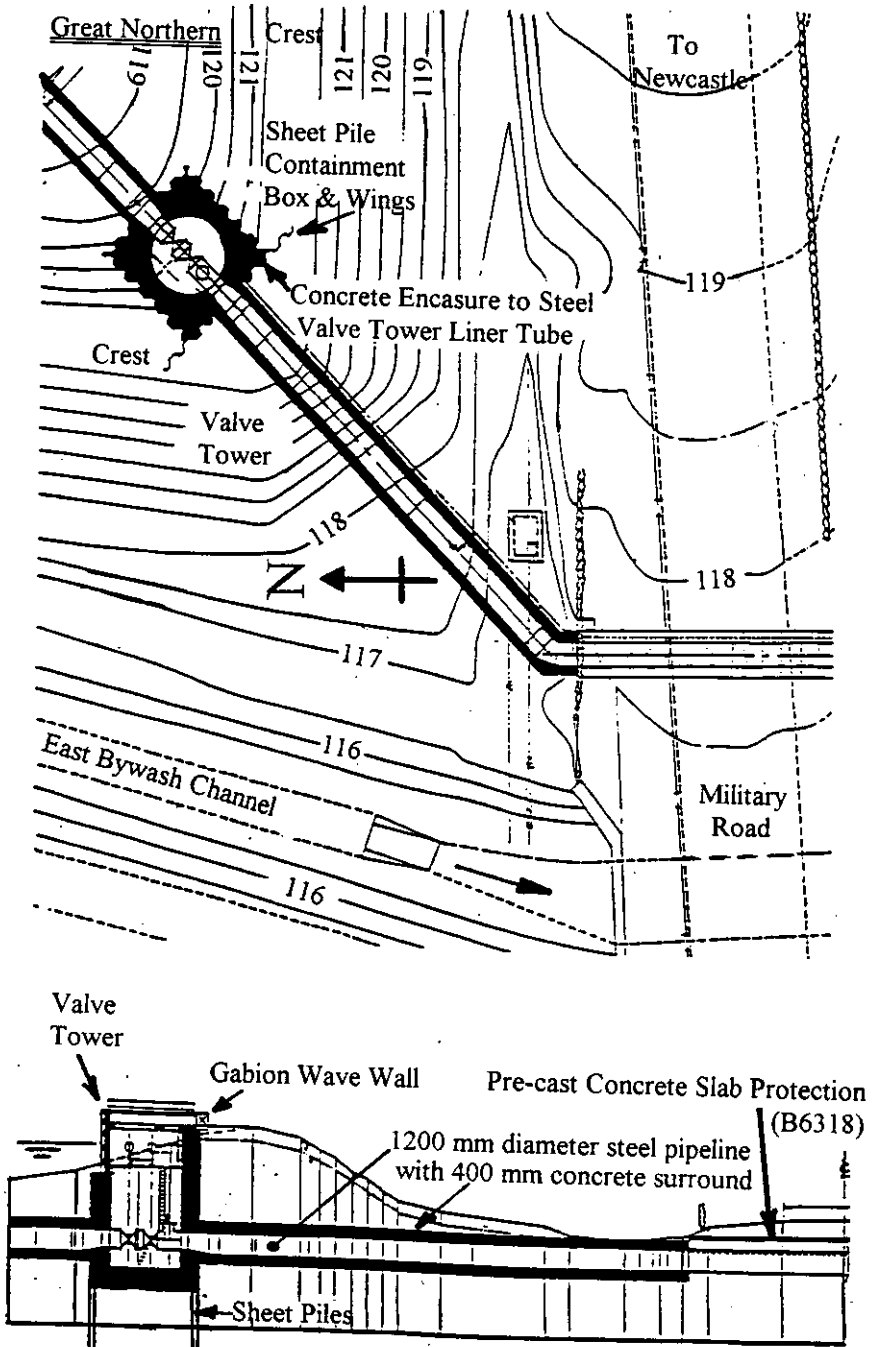 Great Northern
Crest
119
120
121
121
120
119
To
Newcastle
Sheet Pile
Containment
Box & Wings
119
Concrete Encasure to Steel
Valve Tower Liner Tube
Crest
Valve
Tower
118
N
118
117
116
East Bywash Channel
Military
Road
116
Valve
Tower
Gabion Wave Wall
Pre-cast Concrete Slab Protection
(B6318)
1200 mm diameter steel pipeline
with 400 mm concrete surround
Sheet Piles